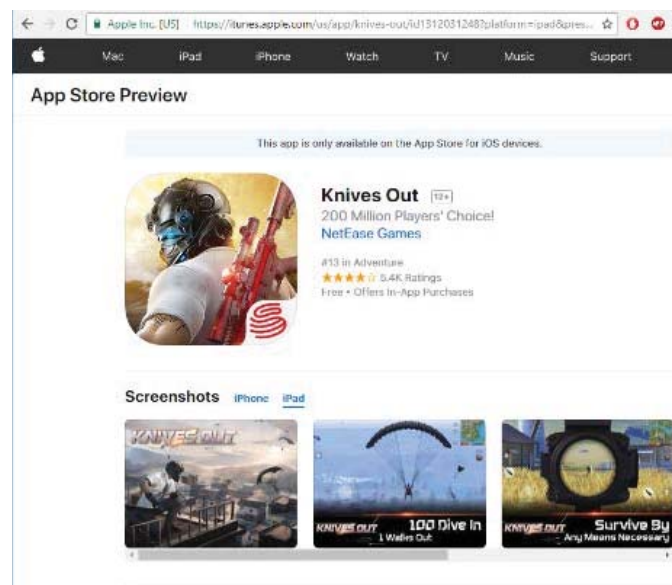 Apple Inc. [US] https://itunes.apple.com/us/app/knives-out/id1312031248?platform=ipad&pres...
Mac iPad iPhone Watch TV Music Support
App Store Preview
This app is only available on the App Store for iOS devices.
Knives Out 12+
200 Million Players' Choice!
NetEase Games
#13 in Adventure
★★★★☆ 5.4K Ratings
Free • Offers In-App Purchases
Screenshots iPhone iPad
KNIVES OUT
KNIVES OUT 100 Dive In
1 Walks Out
KNIVES OUT Survive By
Any Means Necessary